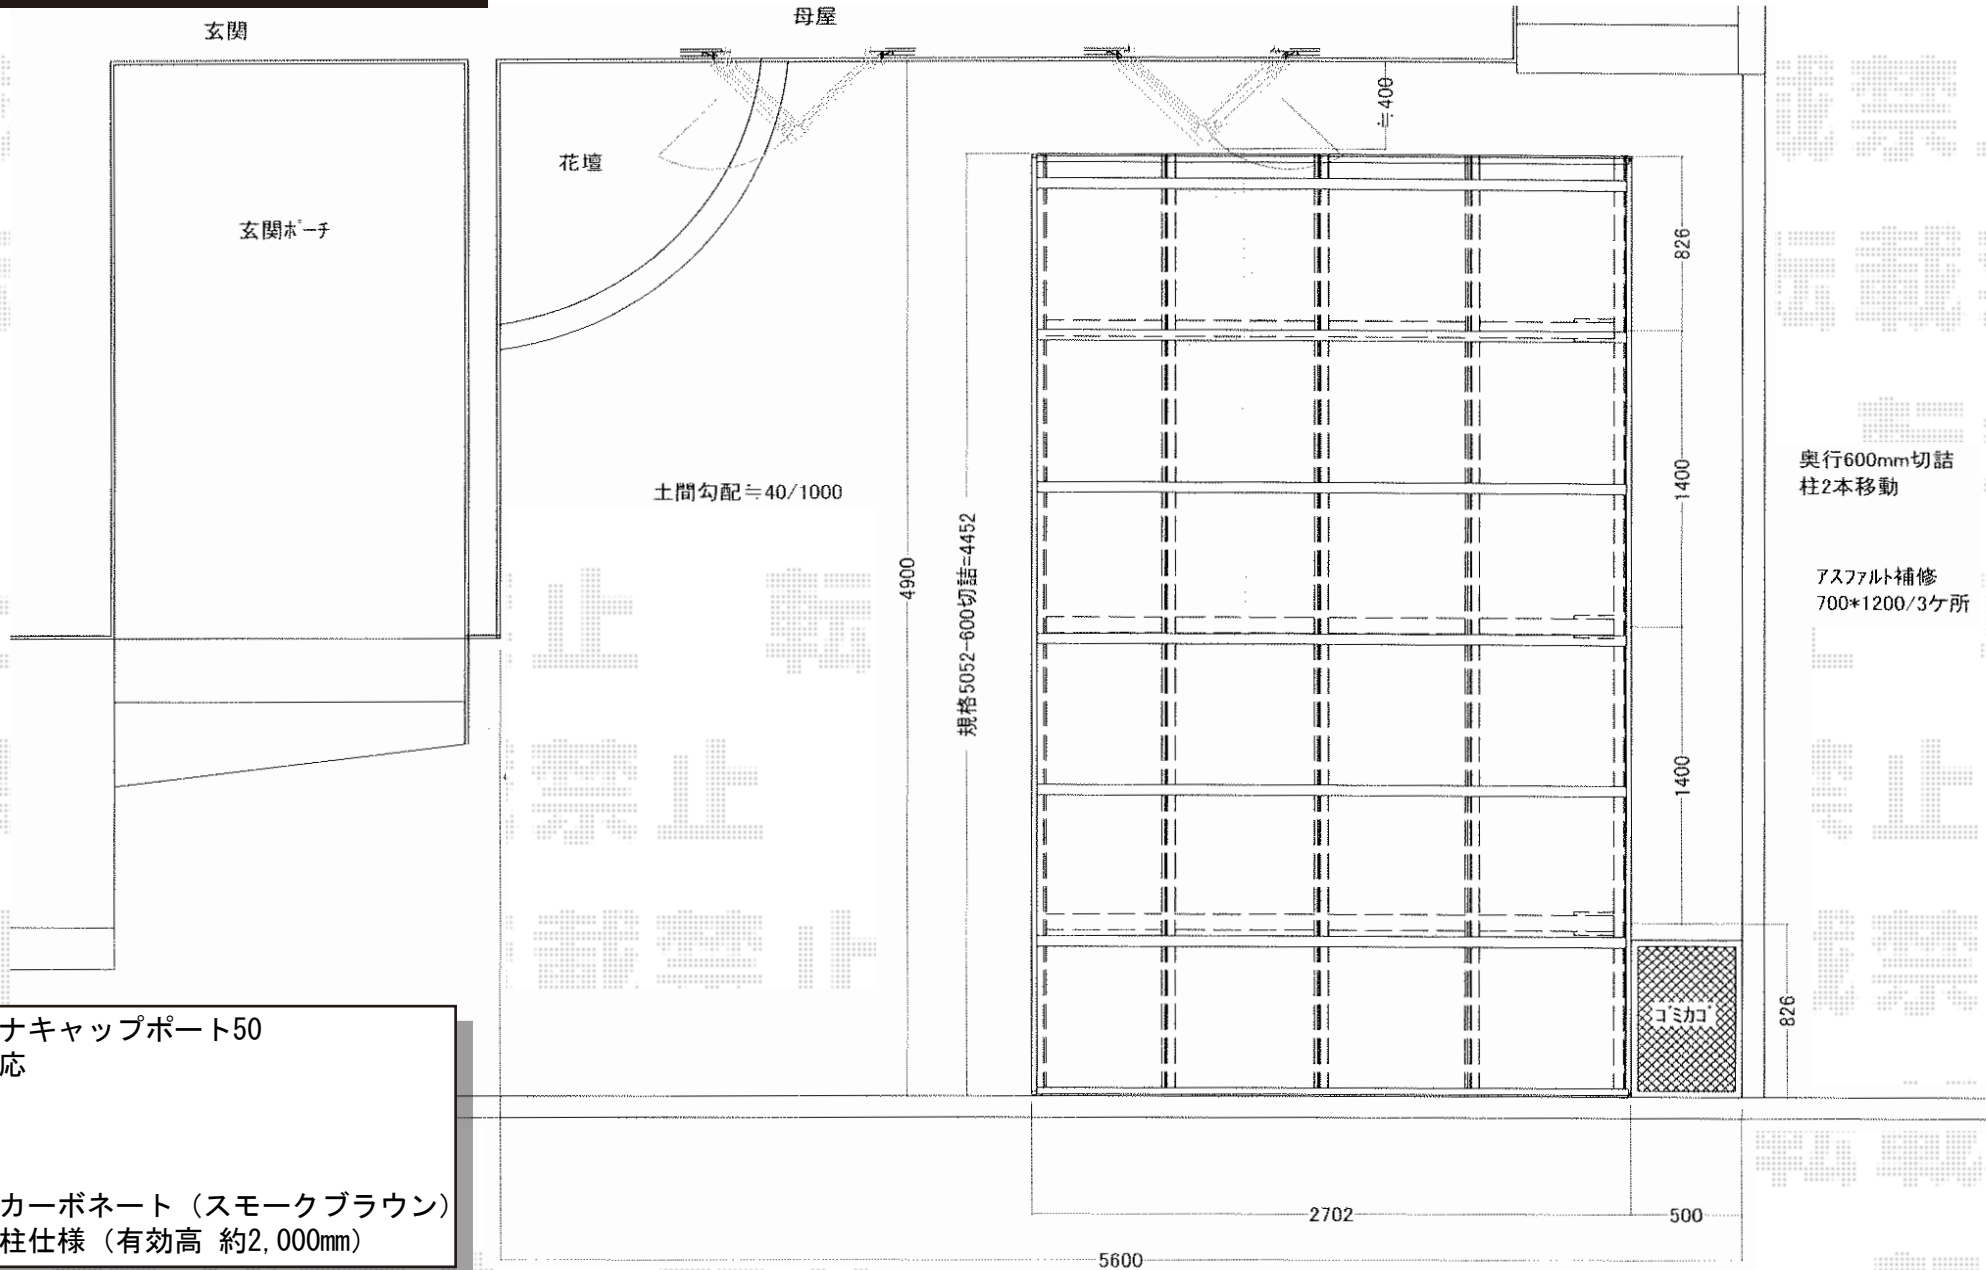 玄関
母屋
≒400
花壇
玄関ポーチ
826
土間勾配≒40/1000
奥行600mm切詰
柱2本移動
1400
規格5052-600切詰=4452
4900
アスファルト補修
700*1200/3ケ所
1400
ゴミカゴ
826
ナキャップポート50
応
カーボネート（スモークブラウン）
柱仕様（有効高 約2,000mm）
2702
500
5600
転載禁止